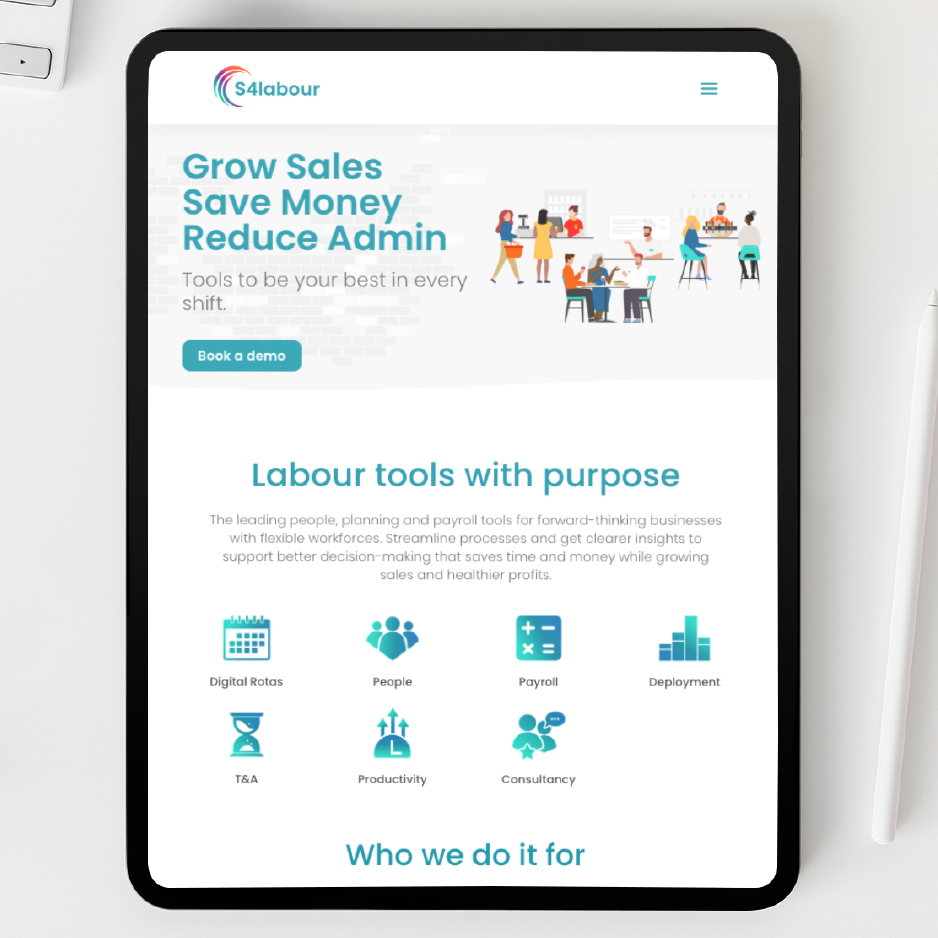 S4labour
Grow Sales
Save Money
Reduce Admin
Tools to be your best in every
shift.
Book a demo
Labour tools with purpose
The leading people, planning and payroll tools for forward-thinking businesses
with flexible workforces. Streamline processes and get clearer insights to
support better decision-making that saves time and money while growing
sales and healthier profits.
Digital Rotas
People
Payroll
Deployment
T&A
Productivity
Consultancy
Who we do it for